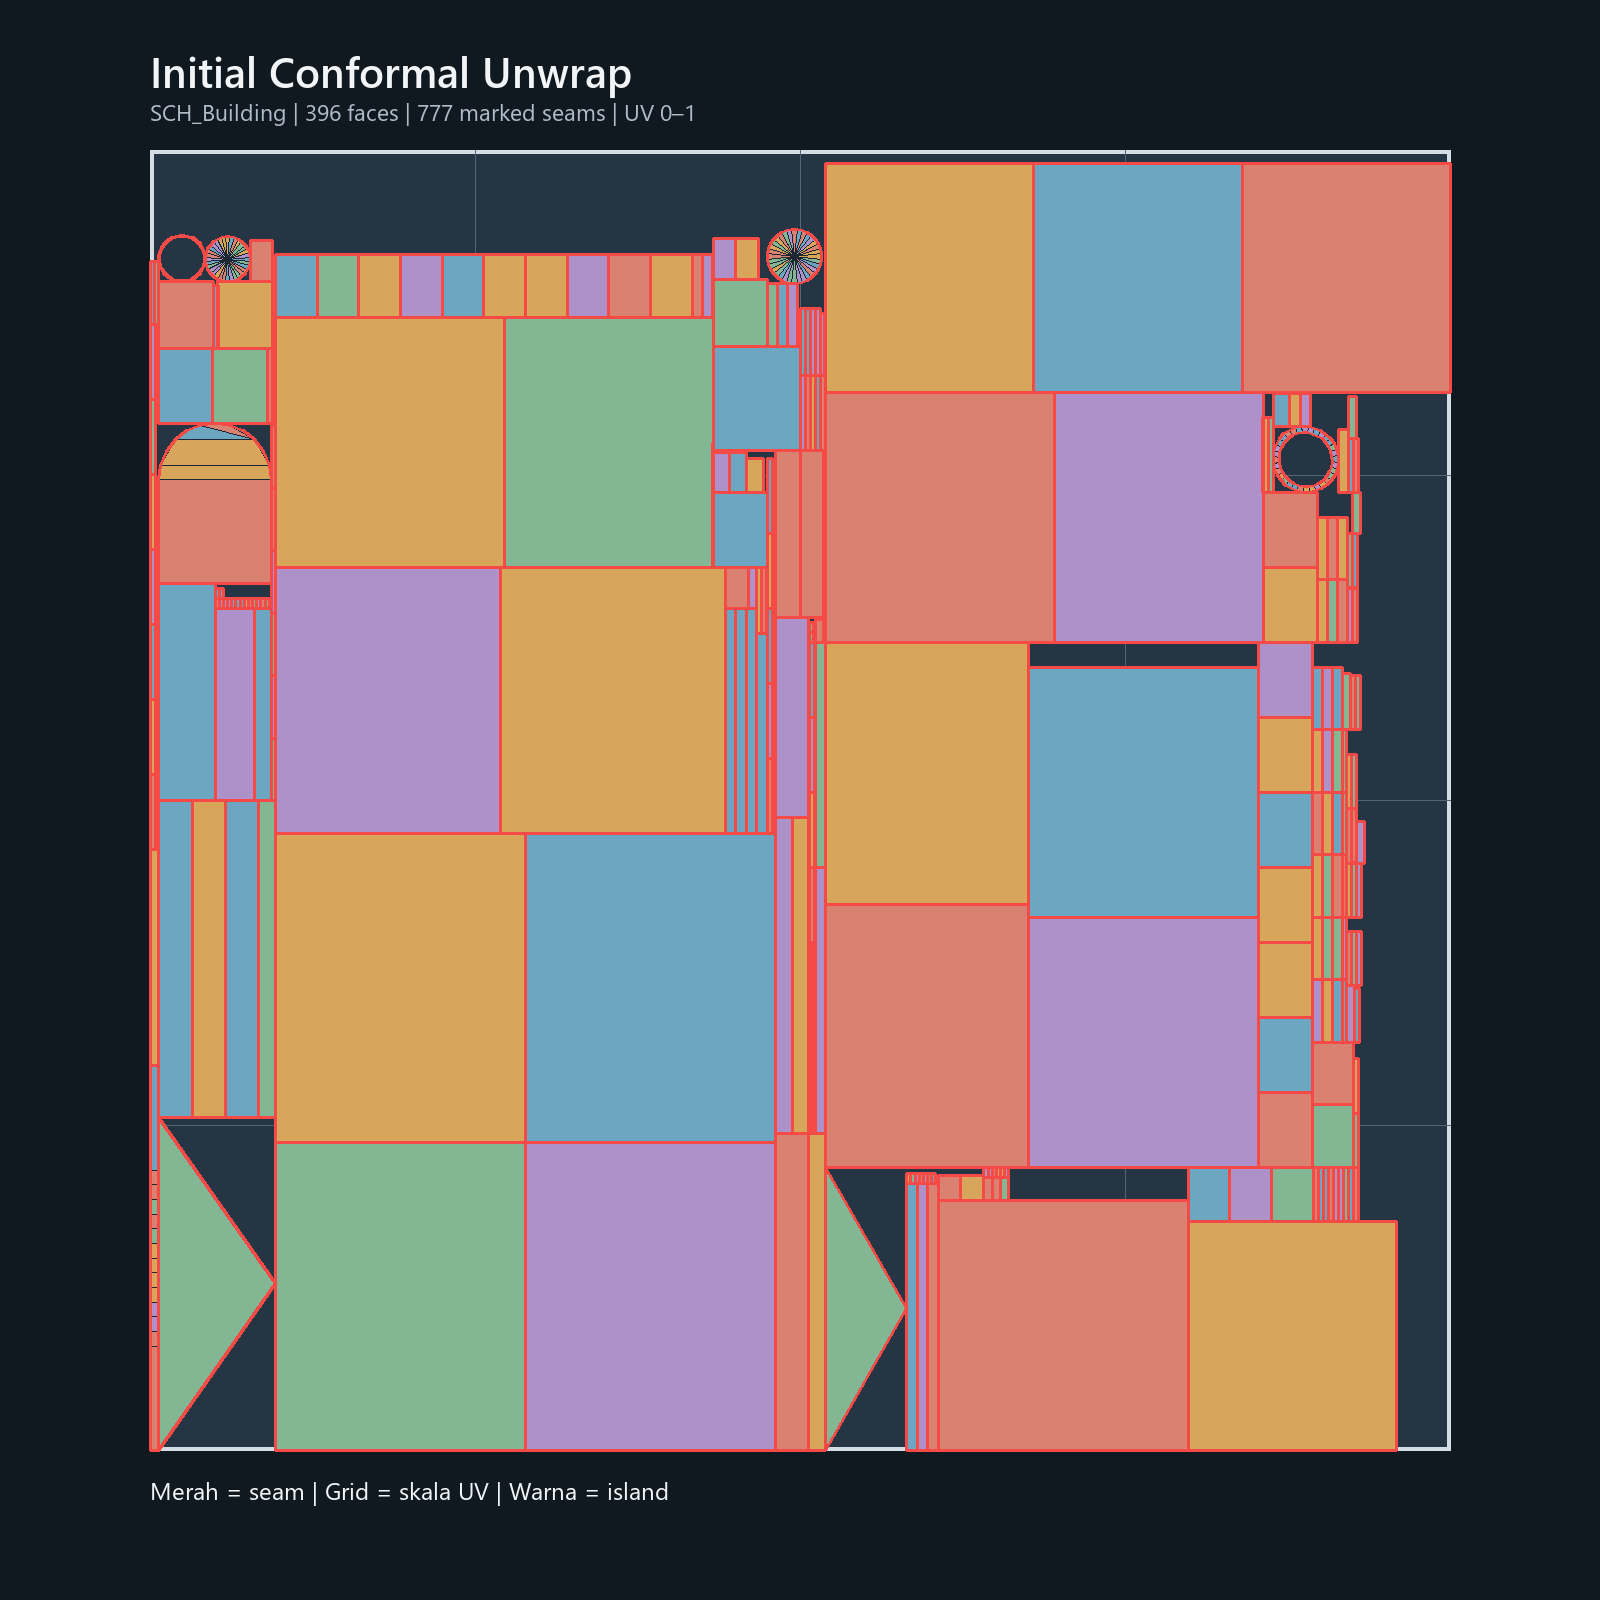 Initial Conformal Unwrap
SCH_Building | 396 faces | 777 marked seams | UV 0–1
Merah = seam | Grid = skala UV | Warna = island